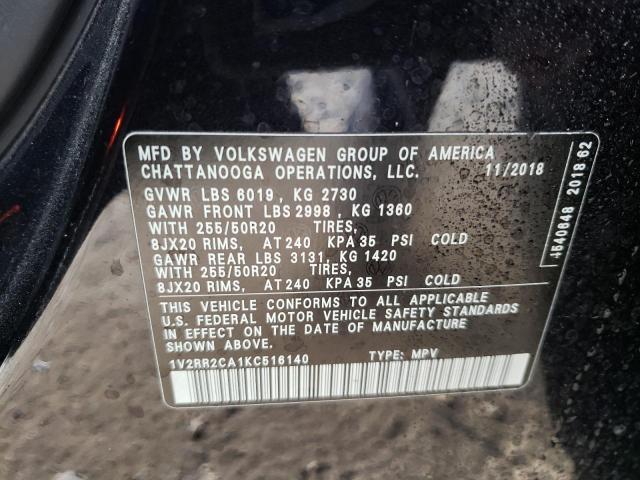 MFD BY VOLKSWAGEN GROUP OF AMERICA
CHATTANOOGA OPERATIONS, LLC. 11/2018
GVWR LBS 6019, KG 2730
GAWR FRONT LBS 2998, KG 1360
WITH 255/50R20 TIRES,
8JX20 RIMS, AT 240 KPA 35 PSI COLD
GAWR REAR LBS 3131, KG 1420
WITH 255/50R20 TIRES,
8JX20 RIMS, AT 240 KPA 35 PSI COLD
THIS VEHICLE CONFORMS TO ALL APPLICABLE
U.S. FEDERAL MOTOR VEHICLE SAFETY STANDARDS
IN EFFECT ON THE DATE OF MANUFACTURE
SHOWN ABOVE.
1V2RR2CA1KC516140 TYPE: MPV
4540848 2018 62